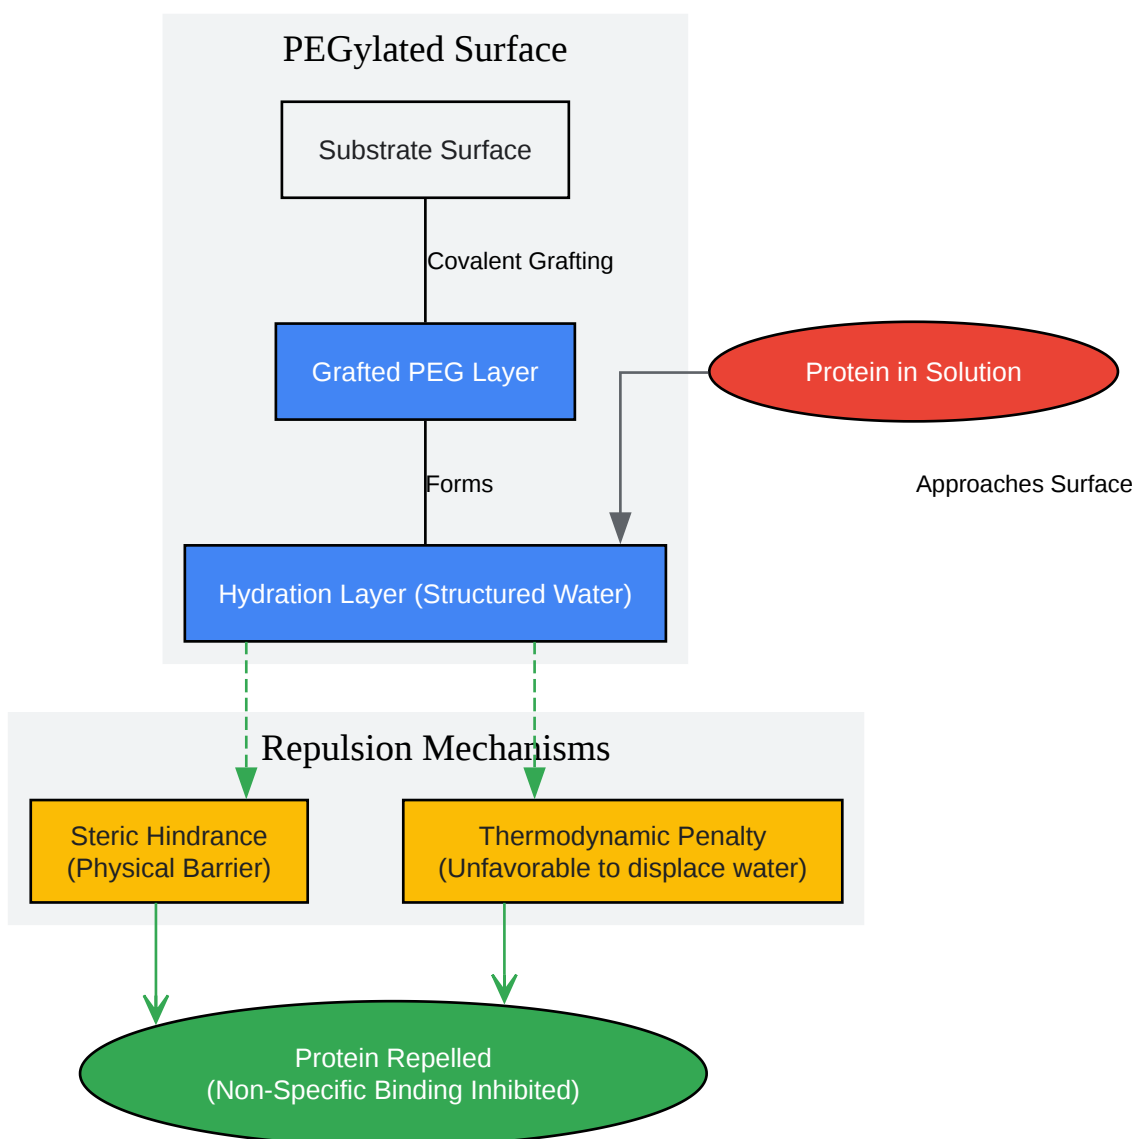 PEGylated Surface
Substrate Surface
Covalent Grafting
Grafted PEG Layer
Protein in Solution
Forms
Approaches Surface
Hydration Layer (Structured Water)
Repulsion Mechanisms
Steric Hindrance
(Physical Barrier)
Thermodynamic Penalty
(Unfavorable to displace water)
Protein Repelled
(Non-Specific Binding Inhibited)